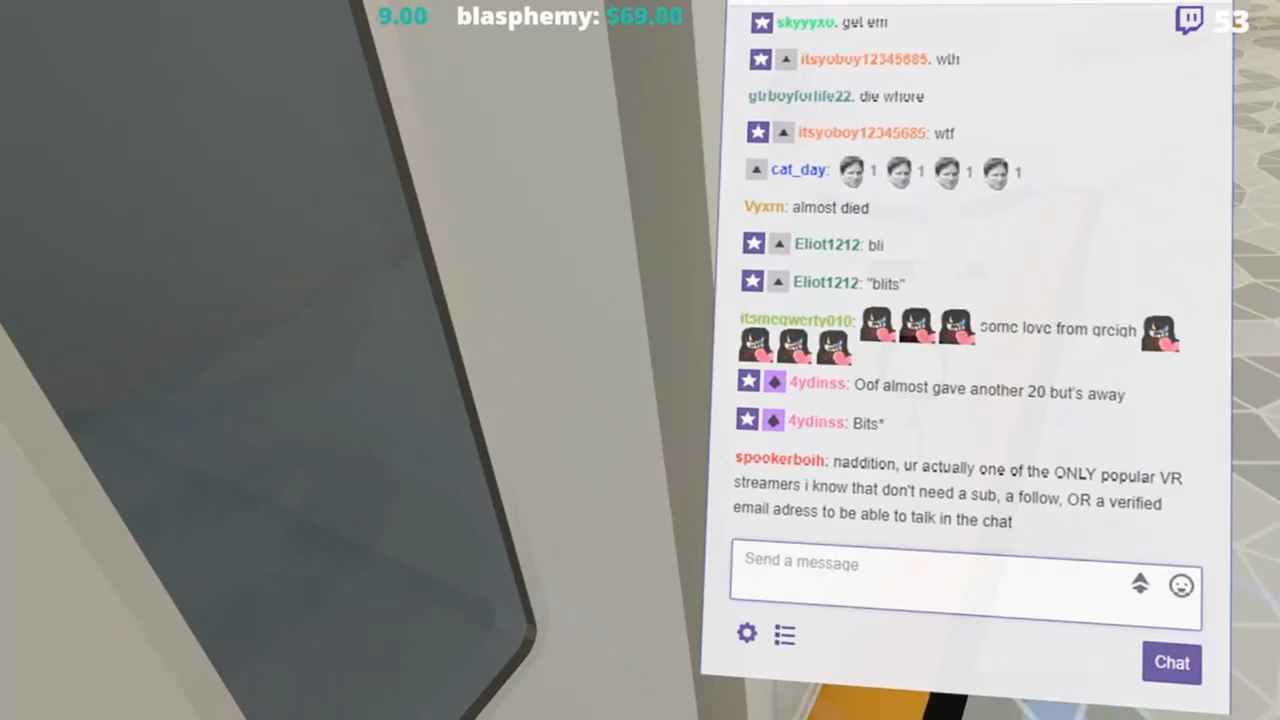 9.00 blasphemy: $69.00
53
skyyyxo. get em
itsyoboy12345685. wth
gtrboyforlife22. die whore
itsyoboy12345685: wtf
cat_day: 1 1 1 1
Vyxrn: almost died
Eliot1212: bli
Eliot1212: "blits"
itsmeqwerty010: some love from qreigh
4ydinss: Oof almost gave another 20 but's away
4ydinss: Bits*
spookerboih: naddition, ur actually one of the ONLY popular VR
streamers i know that don't need a sub, a follow, OR a verified
email adress to be able to talk in the chat
Send a message
Chat